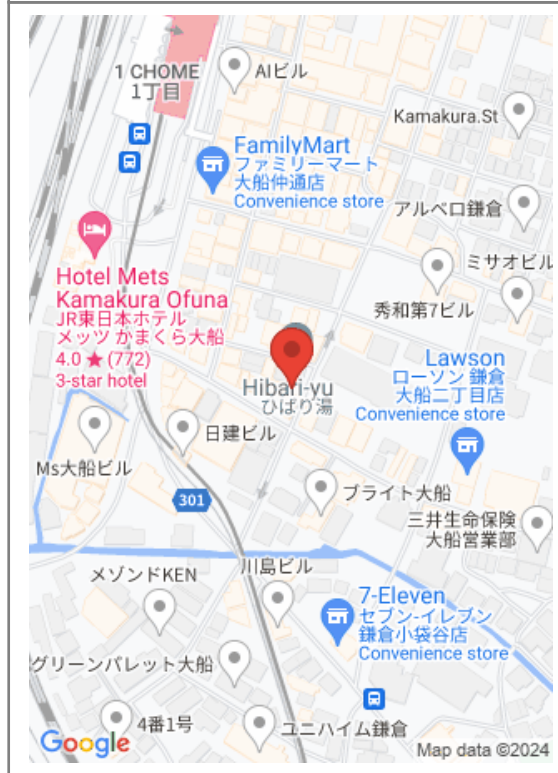 1 CHOME
1丁目
AIビル
Kamakura.St
FamilyMart
ファミリーマート
大船仲通店
Convenience store
アルベロ鎌倉
ミサオビル
Hotel Mets
Kamakura Ofuna
JR東日本ホテル
メッツ かまくら大船
4.0 ★ (772)
3-star hotel
秀和第7ビル
Lawson
ローソン 鎌倉
大船二丁目店
Convenience store
Hibari-yu
ひばり湯
日建ビル
Ms大船ビル
301
ブライト大船
三井生命保険
大船営業部
川島ビル
メゾンドKEN
7-Eleven
セブン-イレブン
鎌倉小袋谷店
Convenience store
グリーンパレット大船
4番1号
ユニハイム鎌倉
Google
Map data ©2024